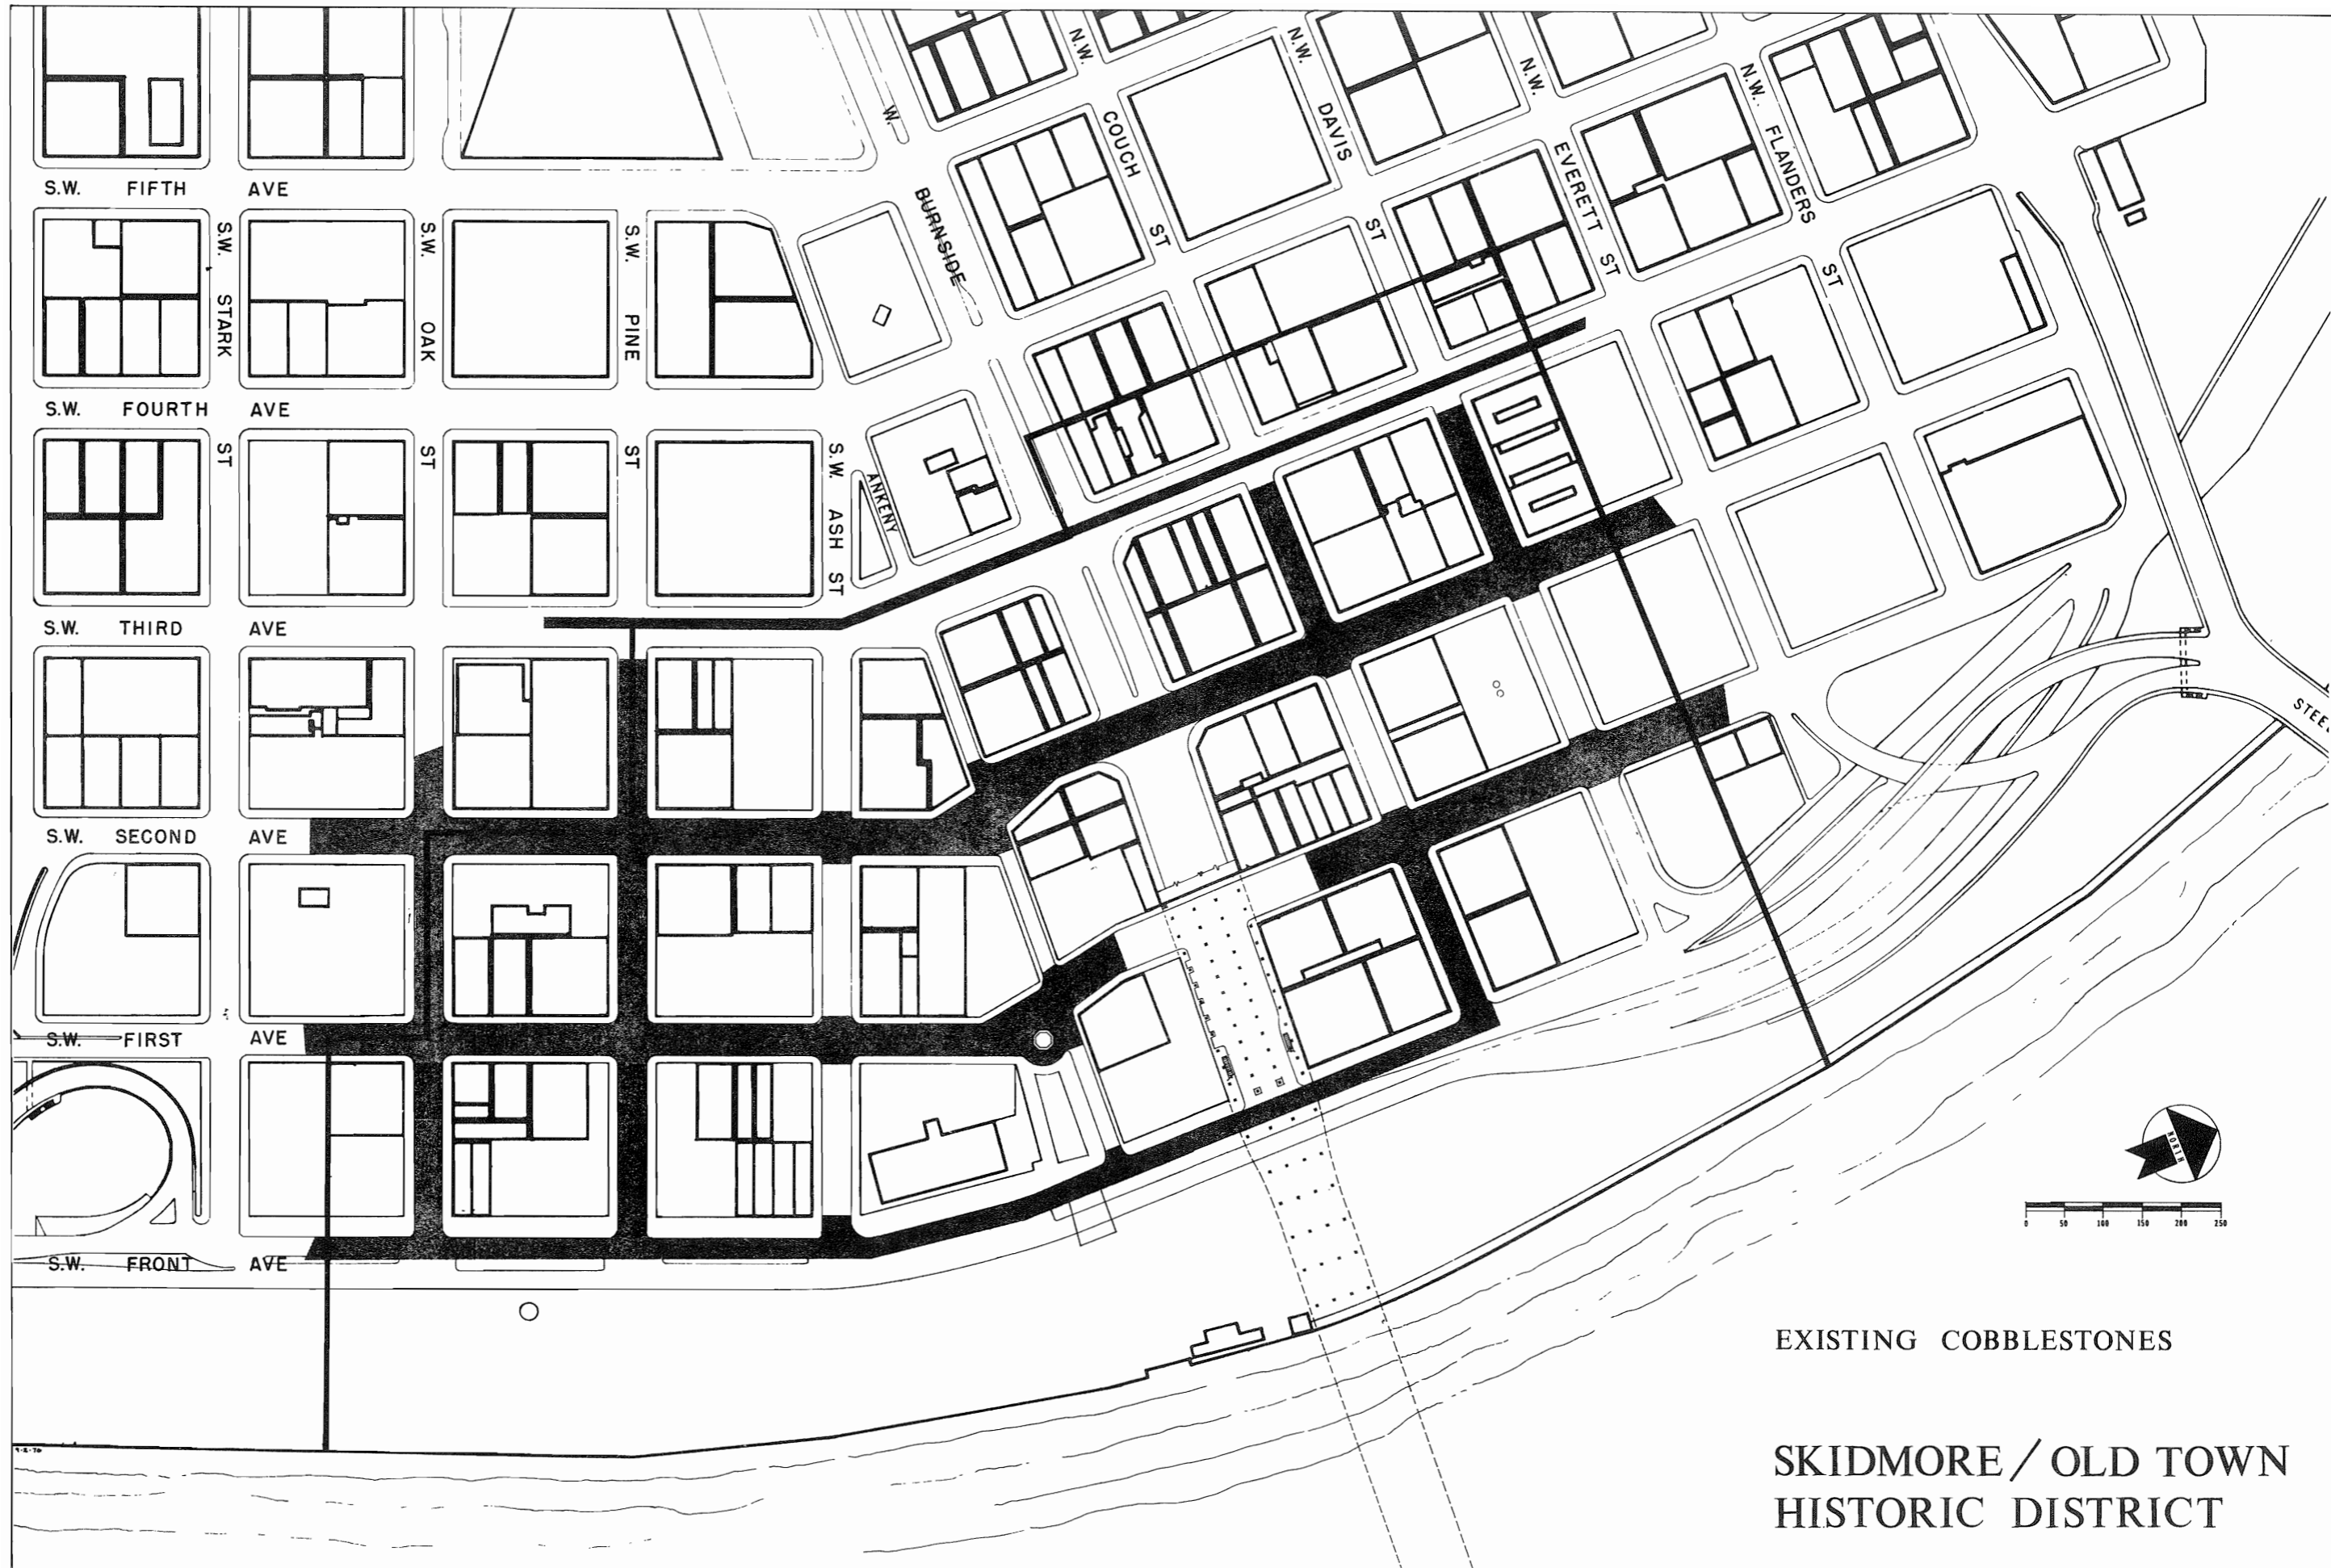 N.W.
N.W.
N.W.
N.W.
W.
COUCH
DAVIS
EVERETT
FLANDERS
S.W. FIFTH AVE
BURNSIDE
ST
ST
ST
ST
S.W. STARK
S.W. OAK
S.W. PINE
S.W. FOURTH AVE
ST
ST
ST
S.W. ASH ST
ANKENY
S.W. THIRD AVE
S.W. SECOND AVE
S.W. FIRST AVE
S.W. FRONT AVE
NORTH
0 50 100 150 200 250
EXISTING COBBLESTONES
SKIDMORE / OLD TOWN
HISTORIC DISTRICT